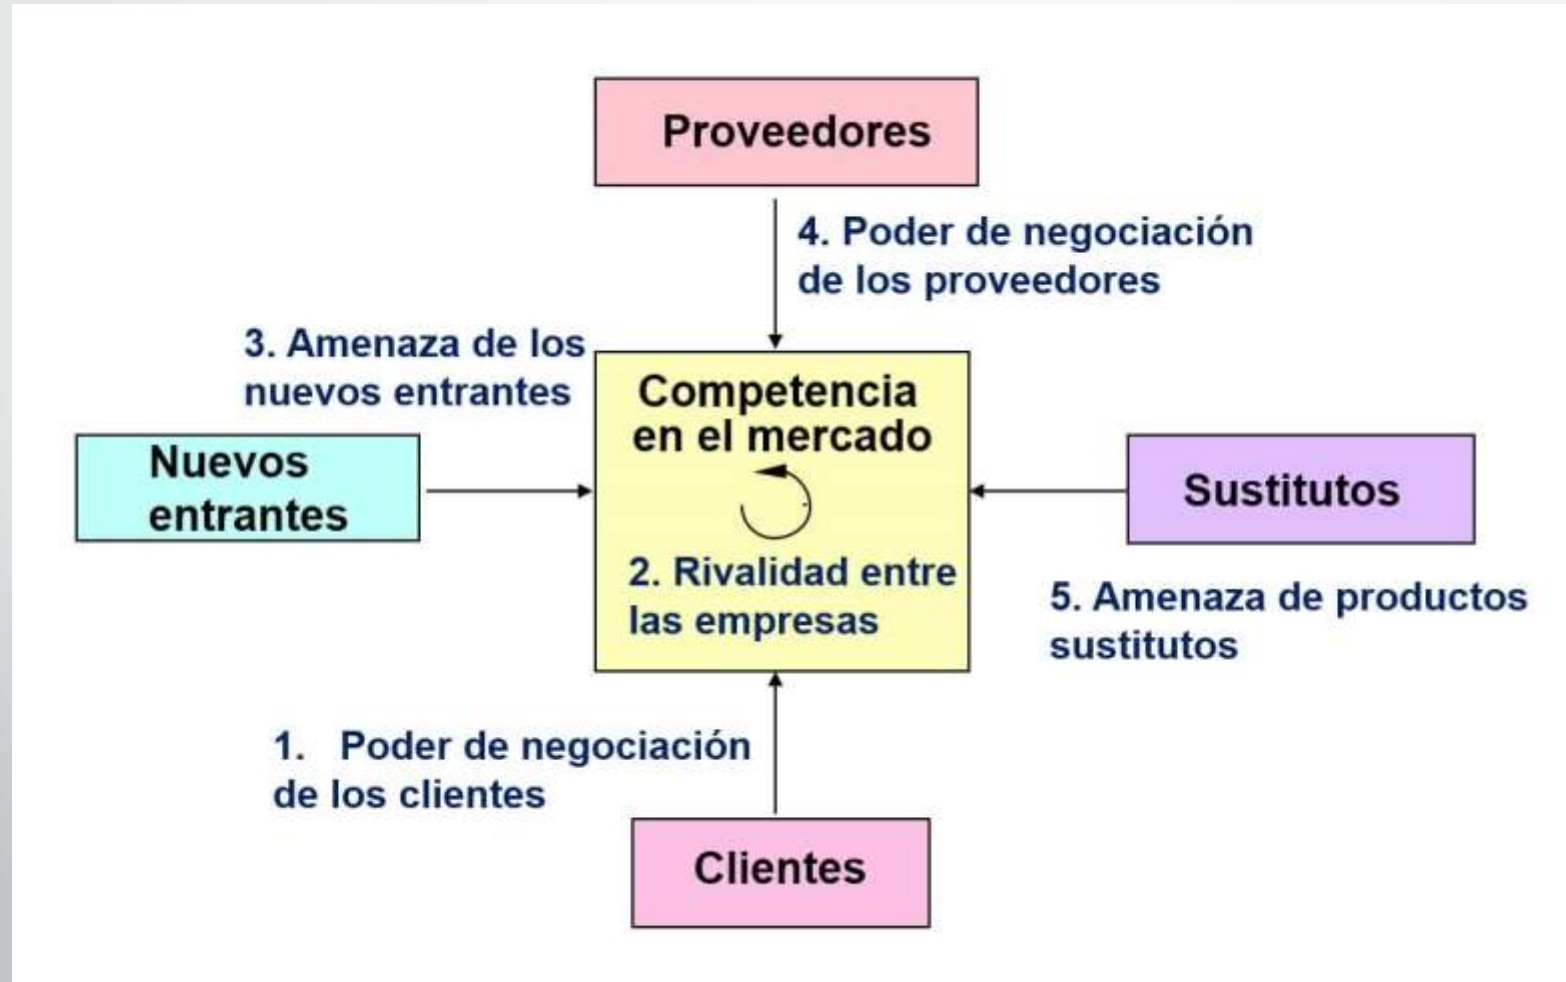 Proveedores
4. Poder de negociación
de los proveedores
3. Amenaza de los
nuevos entrantes
Nuevos
entrantes
Competencia
en el mercado
2. Rivalidad entre
las empresas
Sustitutos
5. Amenaza de productos
sustitutos
1. Poder de negociación
de los clientes
Clientes